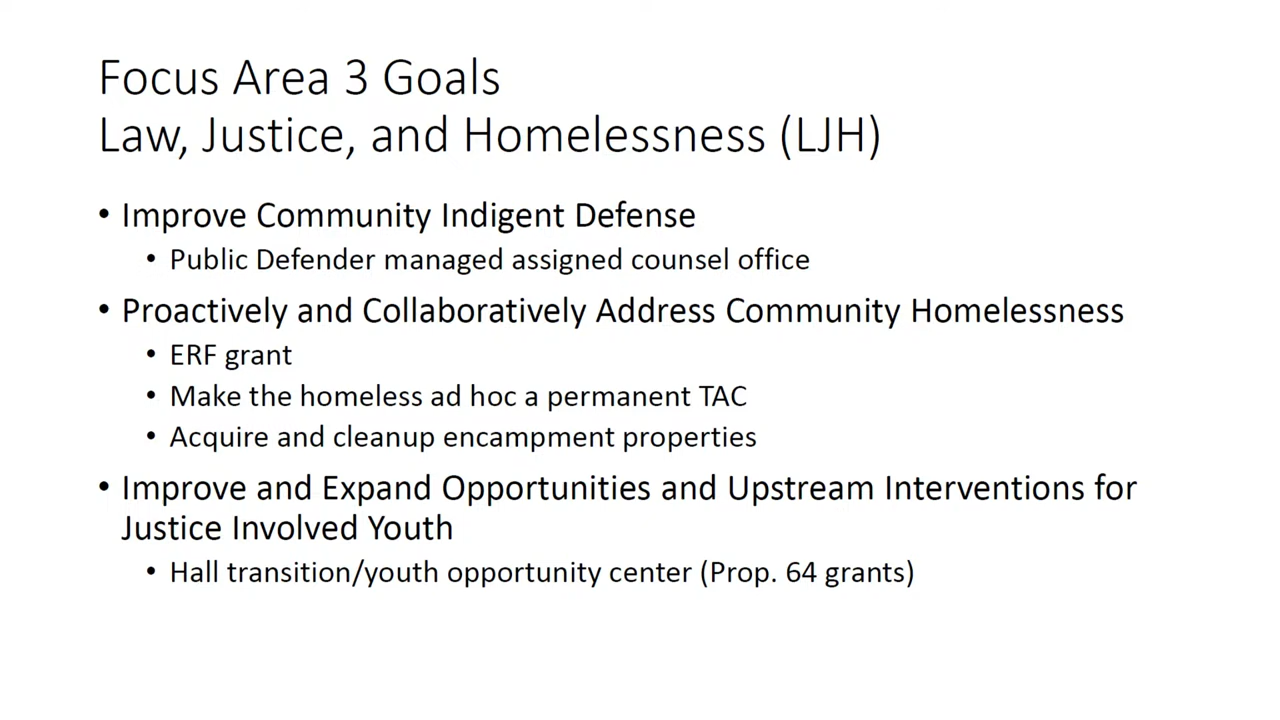 Focus Area 3 Goals
Law, Justice, and Homelessness (LJH)
• Improve Community Indigent Defense
• Public Defender managed assigned counsel office
• Proactively and Collaboratively Address Community Homelessness
• ERF grant
• Make the homeless ad hoc a permanent TAC
• Acquire and cleanup encampment properties
• Improve and Expand Opportunities and Upstream Interventions for
Justice Involved Youth
• Hall transition/youth opportunity center (Prop. 64 grants)